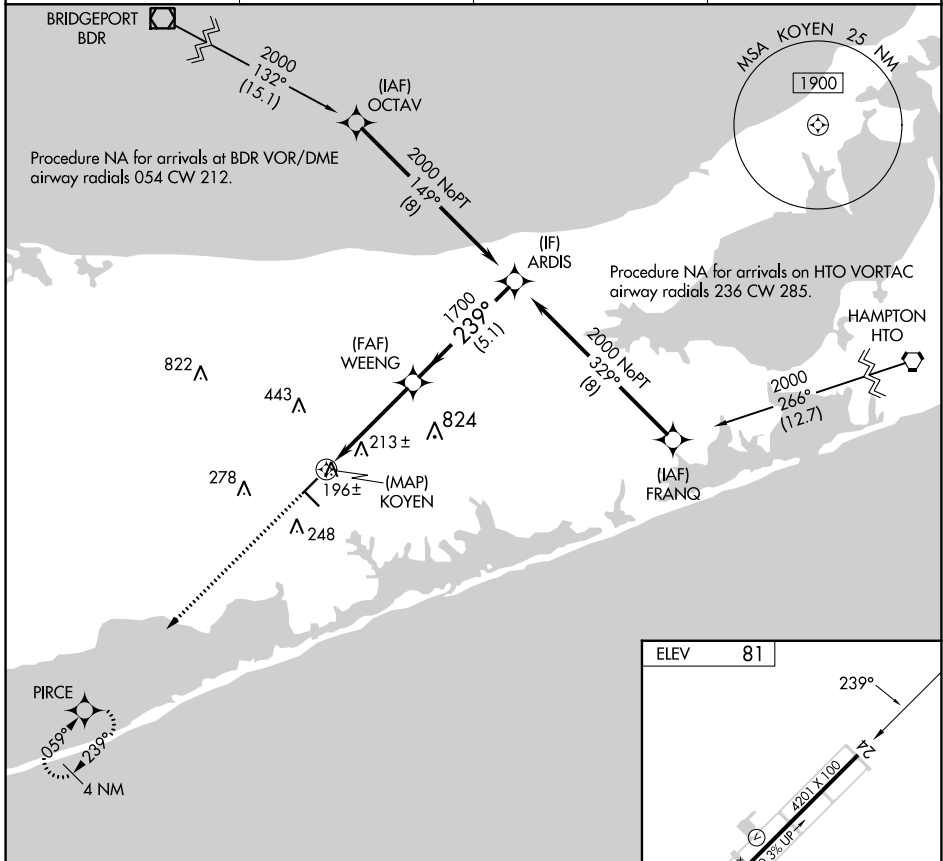 BRIDGEPORT
BDR
2000
132°
(15.1)
(IAF)
OCTAV
MSA KOYEN 25 NM
1900
Procedure NA for arrivals at BDR VOR/DME
airway radials 054 CW 212.
2000 NoPT
149°
(8)
(IF)
ARDIS
Procedure NA for arrivals on HTO VORTAC
airway radials 236 CW 285.
HAMPTON
HTO
1700
239°
(5.1)
(FAF)
WEENG
2000 NoPT
329°
(8)
2000
266°
(12.7)
822
443
824
213±
(IAF)
FRANQ
278
196±
(MAP)
KOYEN
248
ELEV 81
239°
PIRCE
059°
239°
4 NM
24
4201 X 100
V
0.3% UP